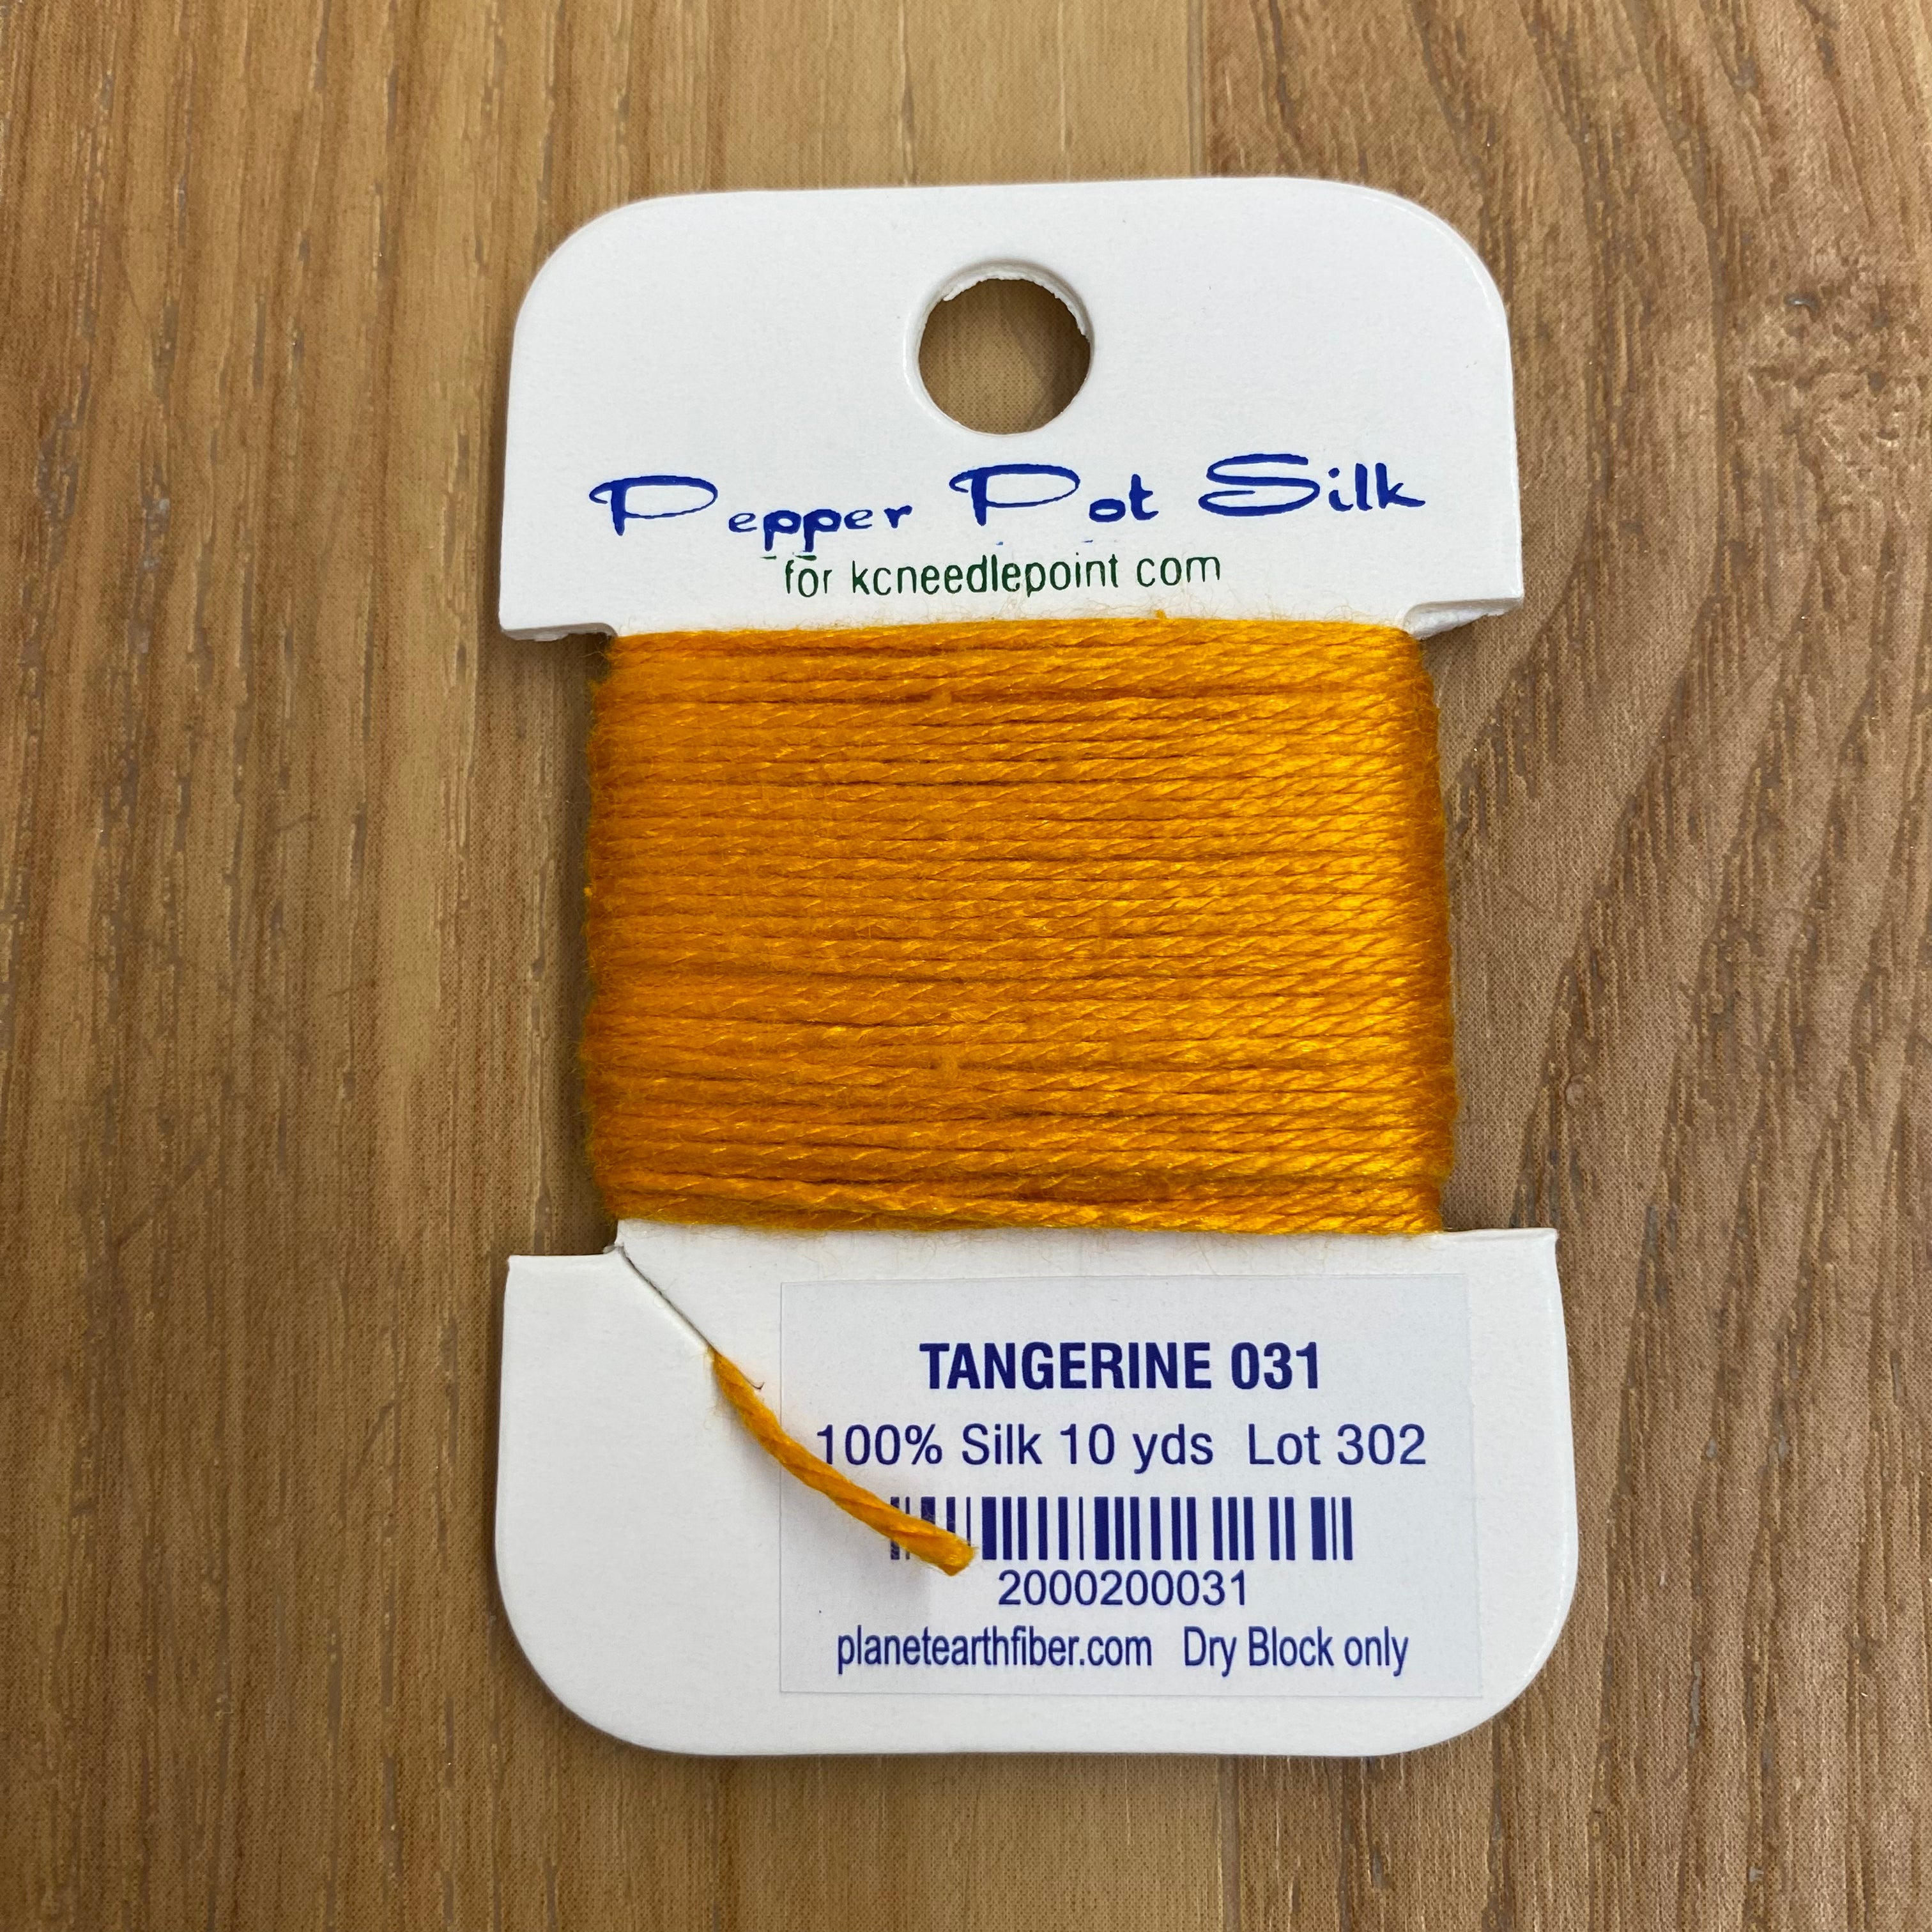 Pepper Pot Silk
for kcneedlepoint com
TANGERINE 031
100% Silk 10 yds Lot 302
2000200031
planetearthfiber.com Dry Block only